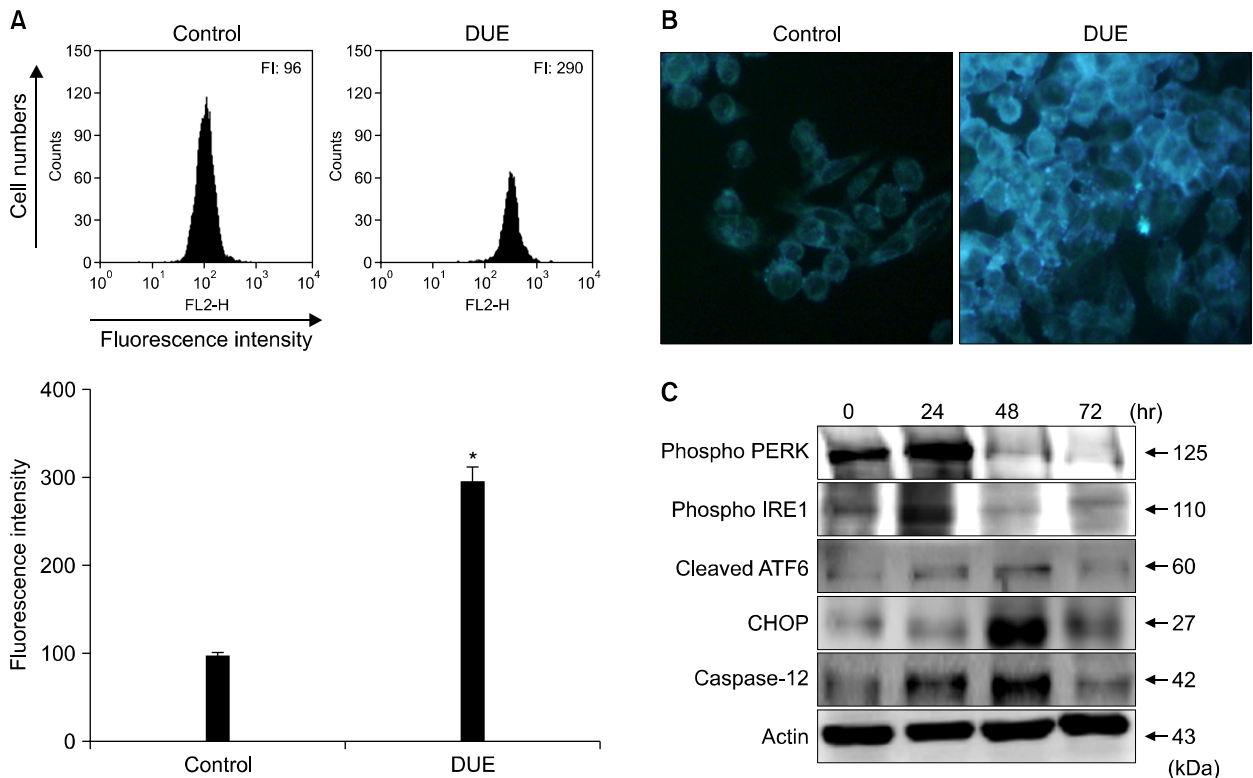 A
Control
DUE
150
120
90
60
30
0
Counts
Cell numbers
FI: 96
10^0 10^1 10^2 10^3 10^4
FL2-H
Fluorescence intensity
150
120
90
60
30
0
Counts
FI: 290
10^0 10^1 10^2 10^3 10^4
FL2-H
400
300
200
100
0
Fluorescence intensity
*
Control DUE
B
Control DUE
C
0 24 48 72 (hr)
Phospho PERK 125
Phospho IRE1 110
Cleaved ATF6 60
CHOP 27
Caspase-12 42
Actin 43
(kDa)